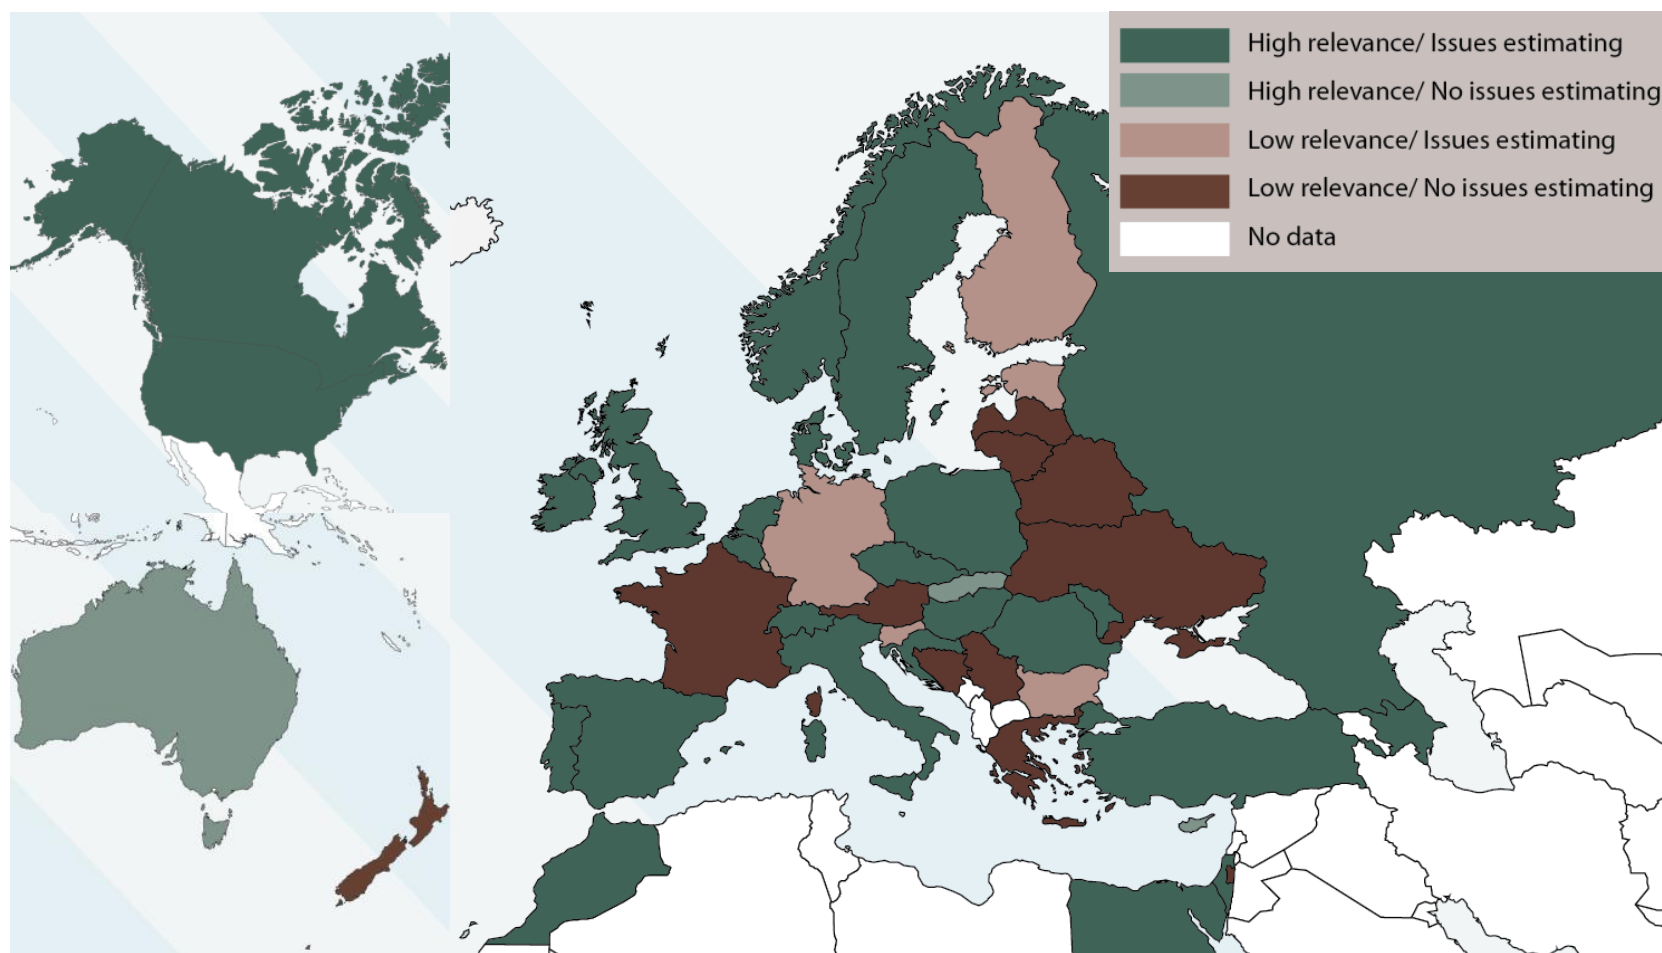 High relevance/ Issues estimating
High relevance/ No issues estimating
Low relevance/ Issues estimating
Low relevance/ No issues estimating
No data